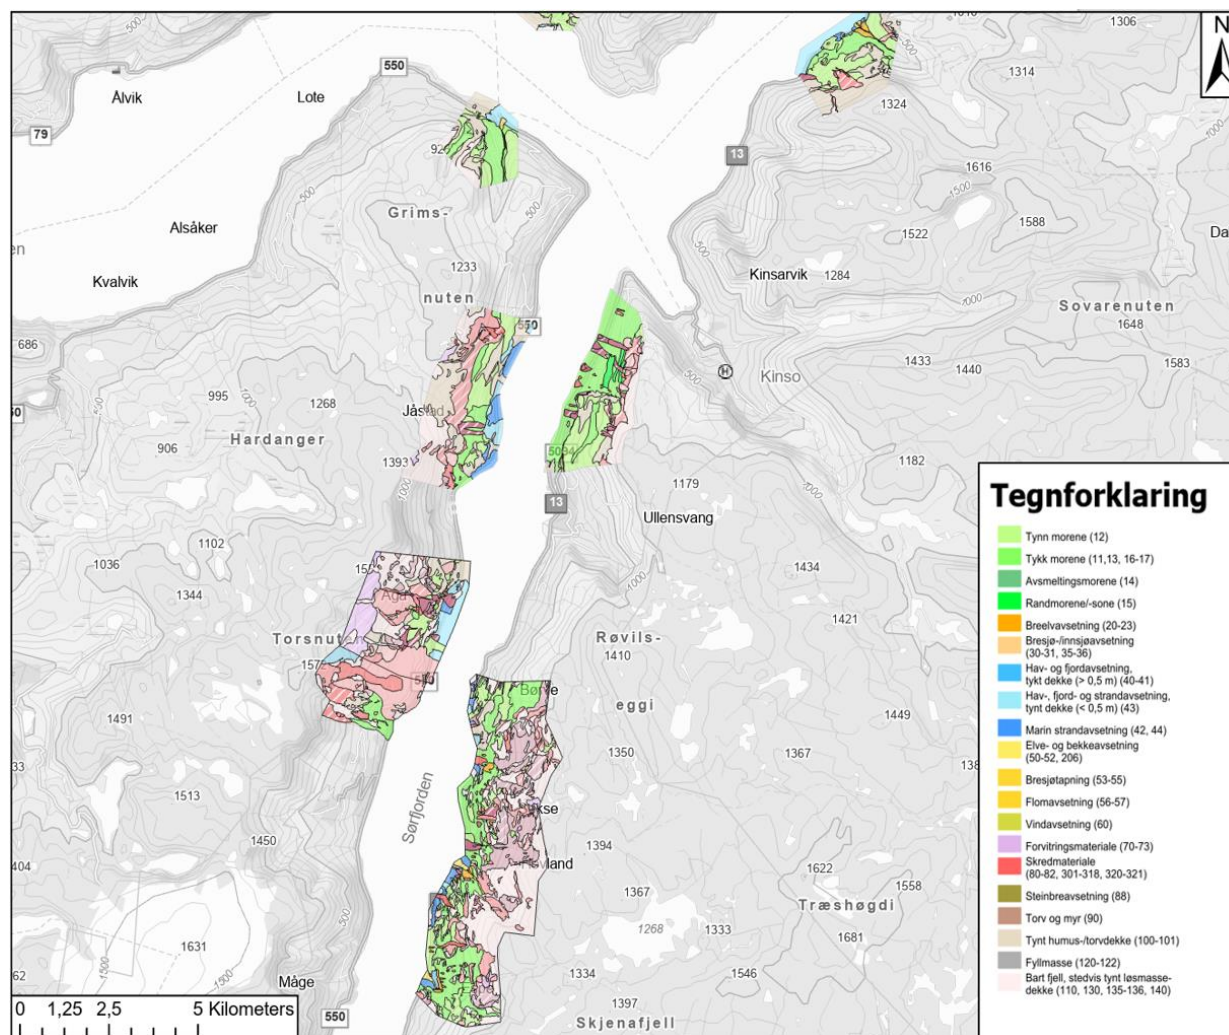 1306
N
550
Ålvik
Lote
1314
1324
79
13
1616
1500
500
Grims-
1588
Alsåker
1522
Da
Kinsarvik
1284
1233
Kvalvik
nuten
Sovarenuten
1648
550
686
1433
1583
1440
Kinso
H
995
1268
Jåstad
Hardanger
906
1393
1182
1000
1179
13
Ullensvang
1102
1036
1434
1344
1421
Aga
Torsnuten
Røvils-
1410
Børve
eggi
1491
1449
1350
1367
1513
Sørfjorden
1450
1394
1622
1558
1367
Træshøgdi
1268
1333
1681
1631
1334
1546
Måge
1397
550
Skjenafjell
0 1,25 2,5 5 Kilometers
Tegnforklaring
Tynn morene (12)
Tykk morene (11,13, 16-17)
Avsmeltingsmorene (14)
Randmorene/-sone (15)
Breelvavsetning (20-23)
Bresjø-/innsjøavsetning
(30-31, 35-36)
Hav- og fjordavsetning,
tykt dekke (> 0,5 m) (40-41)
Hav-, fjord- og strandavsetning,
tynt dekke (< 0,5 m) (43)
Marin strandavsetning (42, 44)
Elve- og bekkeavsetning
(50-52, 206)
Bresjøtapning (53-55)
Flomavsetning (56-57)
Vindavsetning (60)
Forvitringsmateriale (70-73)
Skredmateriale
(80-82, 301-318, 320-321)
Steinbreavsetning (88)
Torv og myr (90)
Tynt humus-/torvdekke (100-101)
Fyllmasse (120-122)
Bart fjell, stedvis tynt løsmasse-
dekke (110, 130, 135-136, 140)